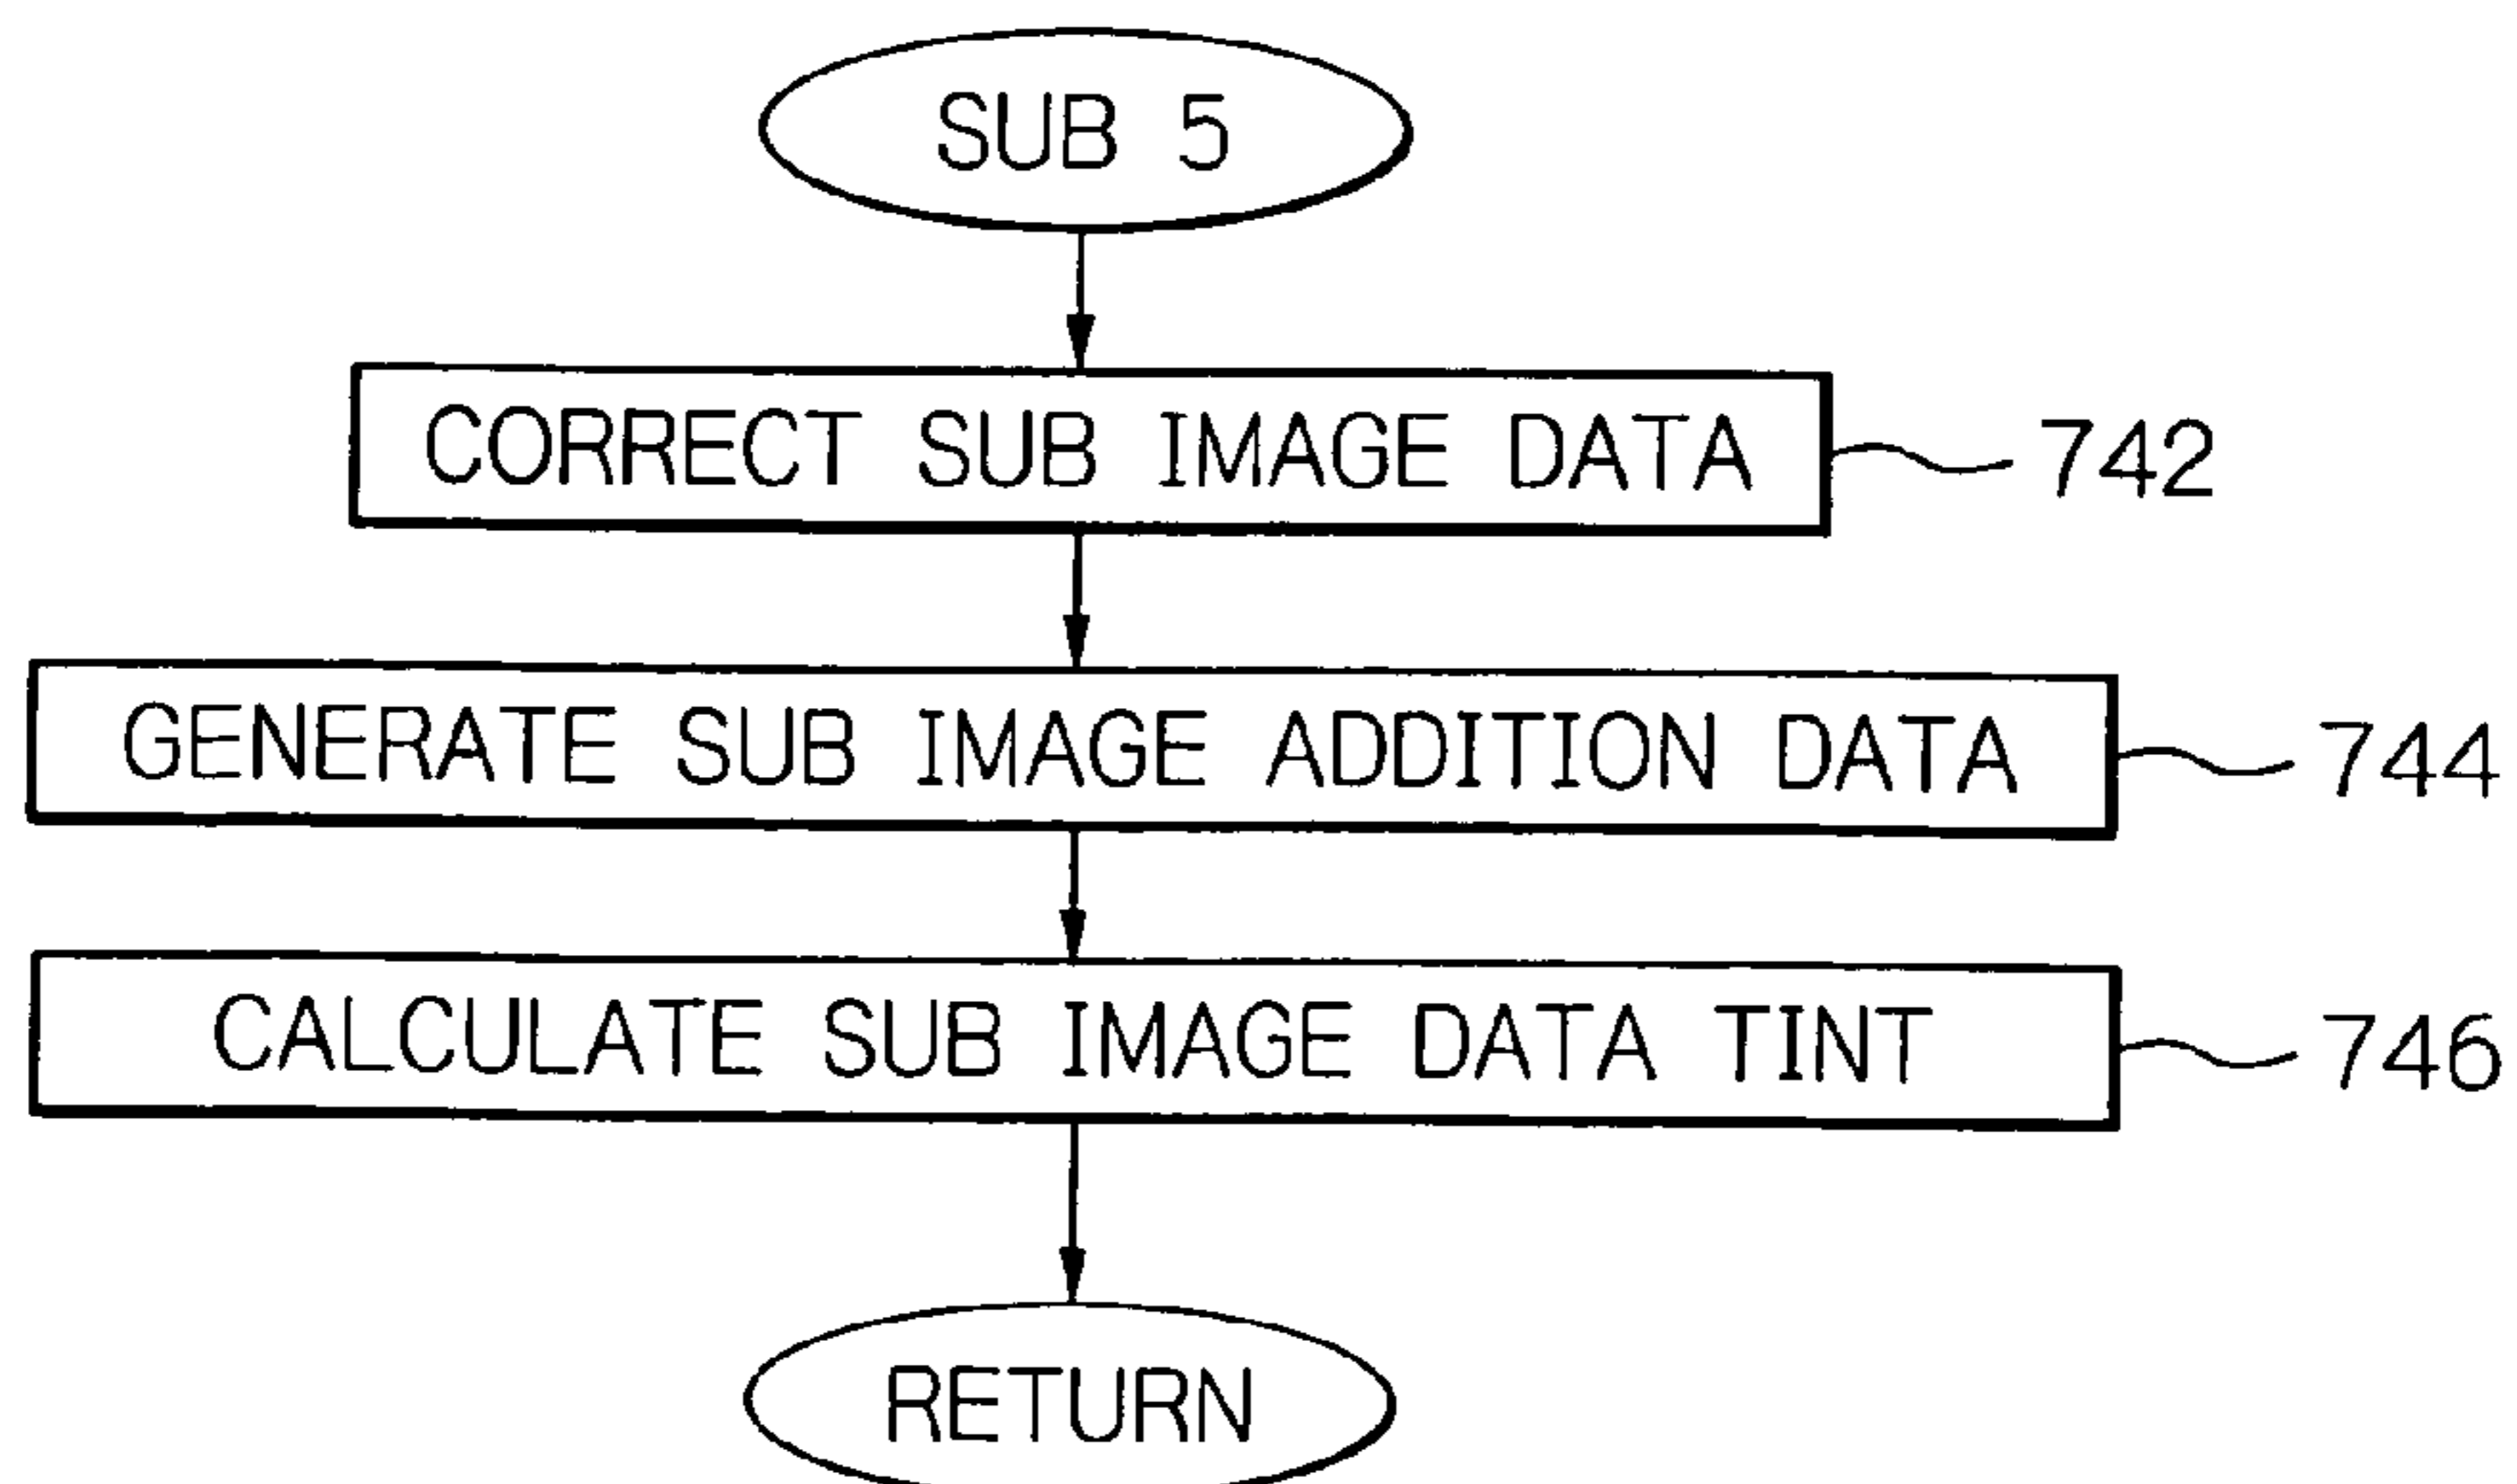 SUB 5
CORRECT SUB IMAGE DATA 742
GENERATE SUB IMAGE ADDITION DATA 744
CALCULATE SUB IMAGE DATA TINT 746
RETURN